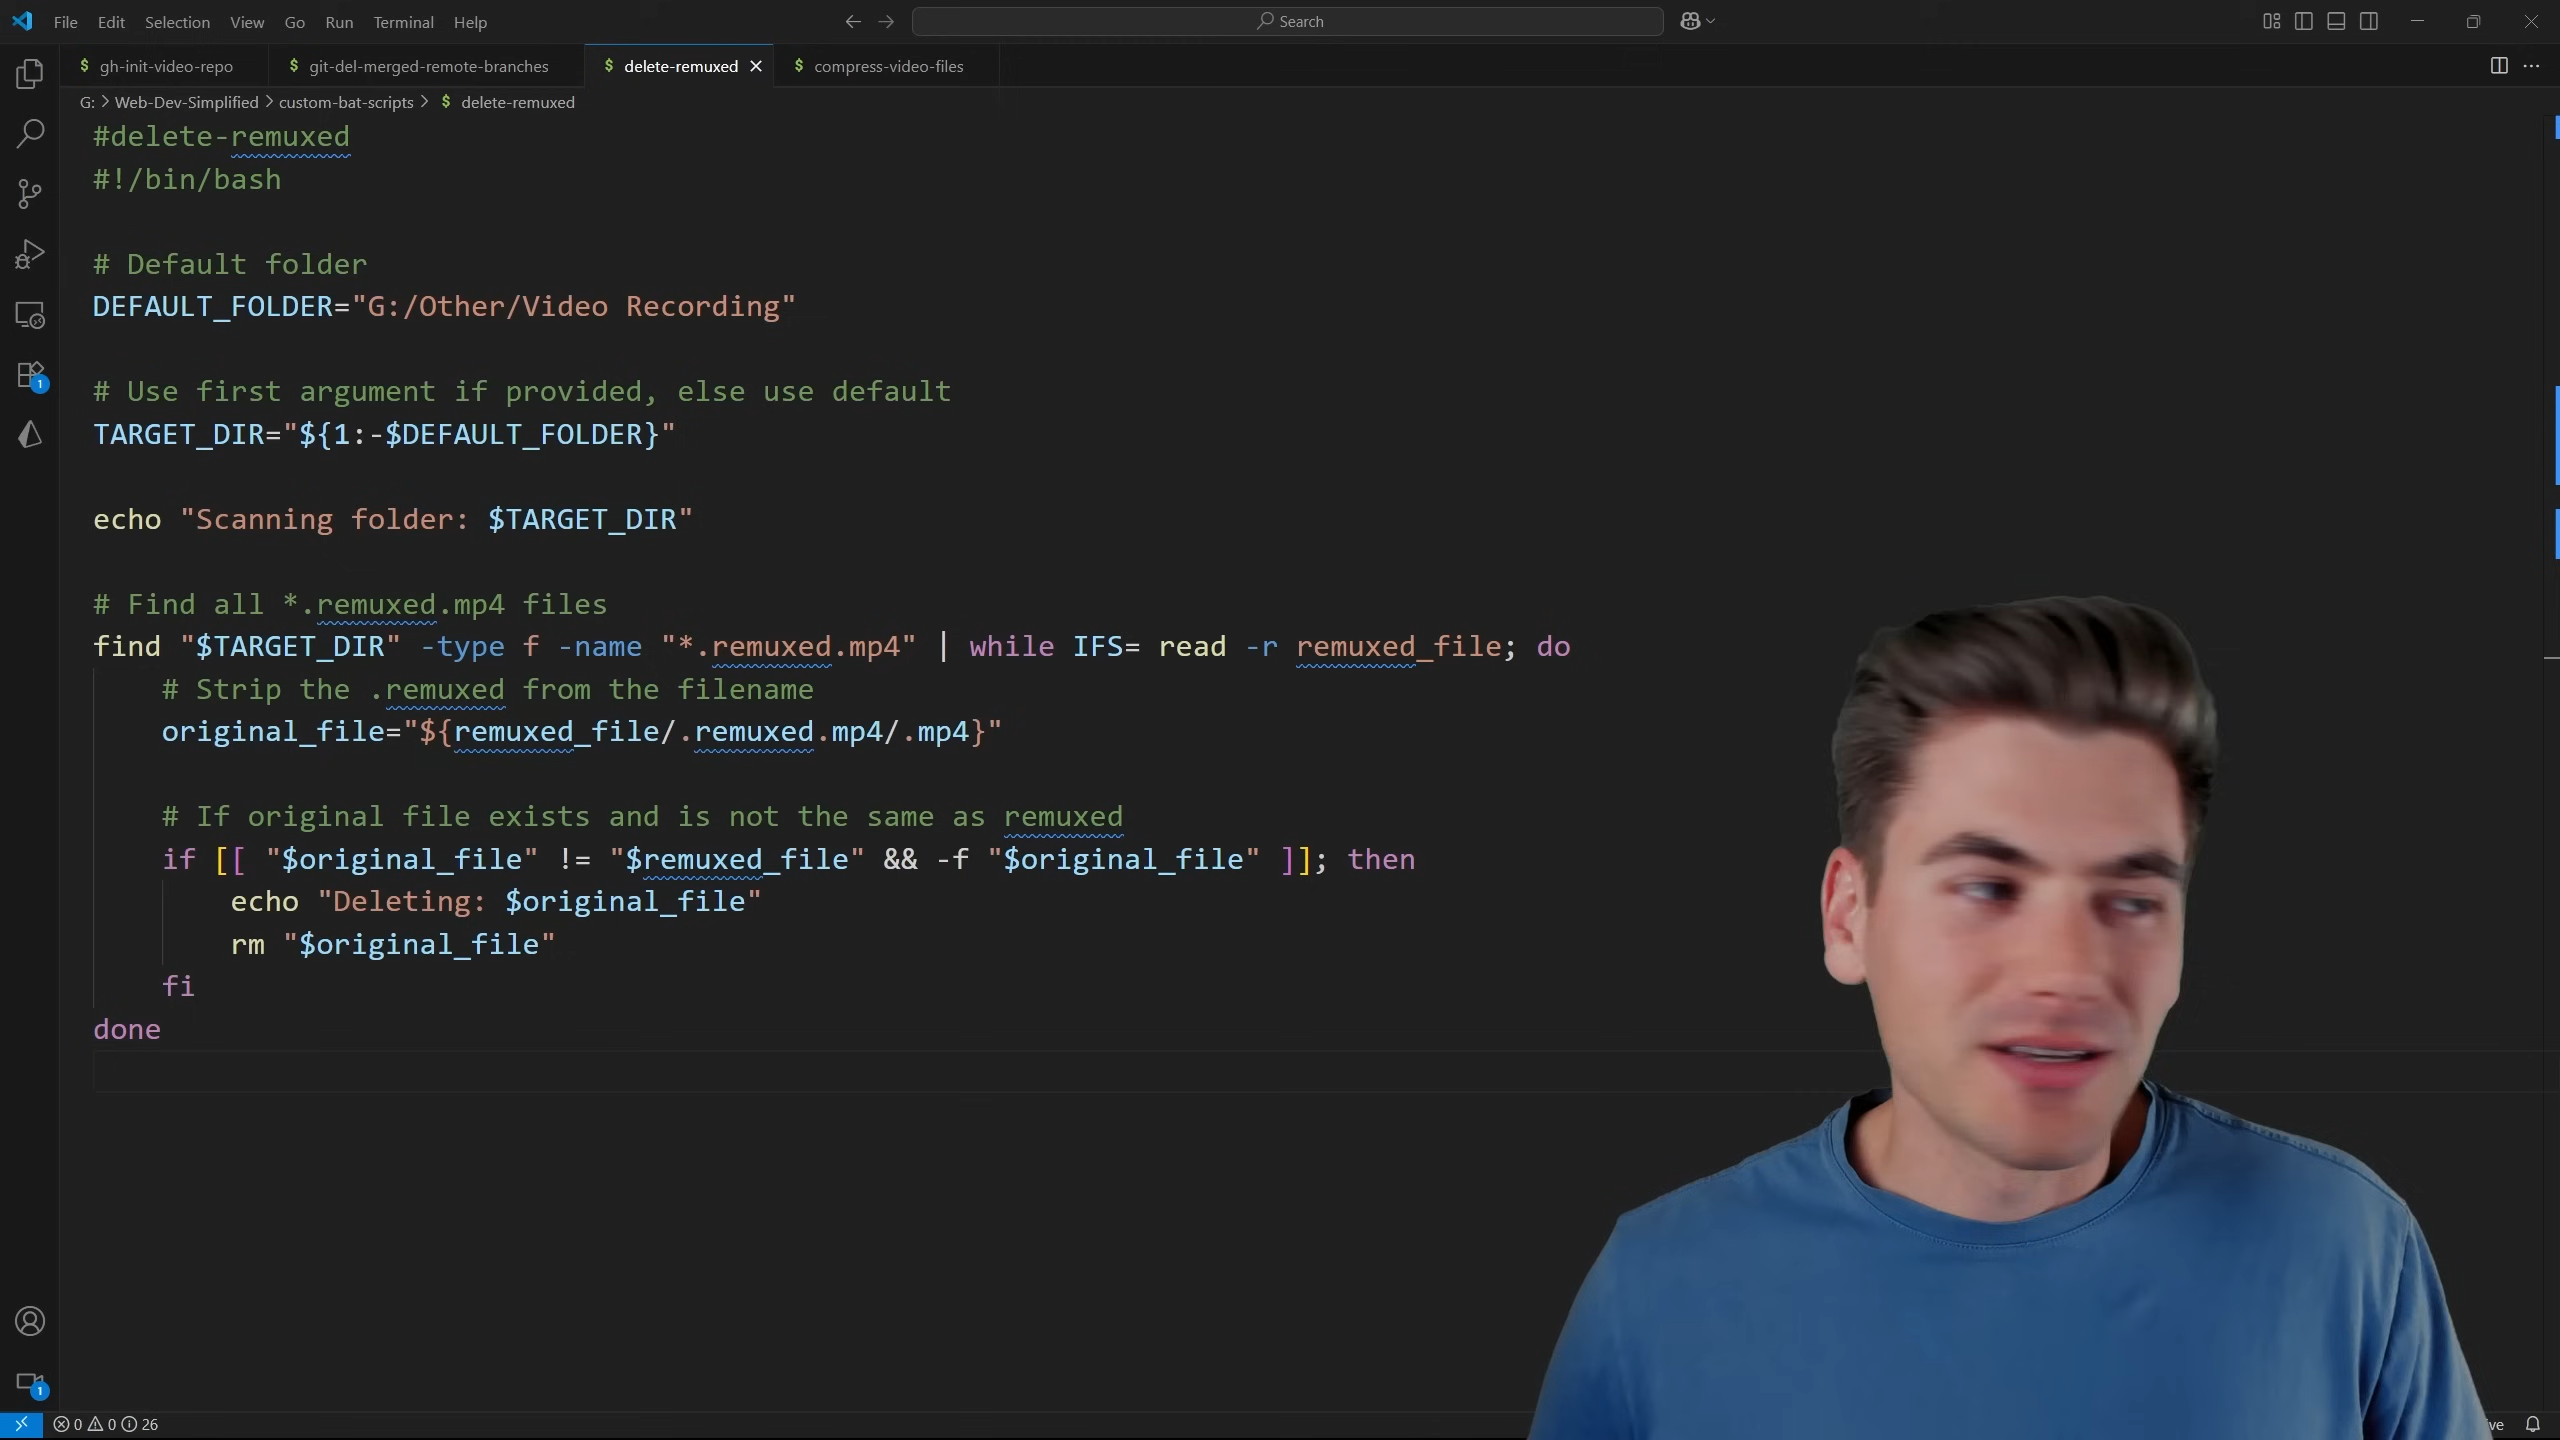 File Edit Selection View Go Run Terminal Help
Search
$ gh-init-video-repo $ git-del-merged-remote-branches $ delete-remuxed $ compress-video-files
G: > Web-Dev-Simplified > custom-bat-scripts > $ delete-remuxed
#delete-remuxed
#!/bin/bash
# Default folder
DEFAULT_FOLDER="G:/Other/Video Recording"
# Use first argument if provided, else use default
TARGET_DIR="${1:-$DEFAULT_FOLDER}"
echo "Scanning folder: $TARGET_DIR"
# Find all *.remuxed.mp4 files
find "$TARGET_DIR" -type f -name "*.remuxed.mp4" | while IFS= read -r remuxed_file; do
# Strip the .remuxed from the filename
original_file="${remuxed_file/.remuxed.mp4/.mp4}"
# If original file exists and is not the same as remuxed
if [[ "$original_file" != "$remuxed_file" && -f "$original_file" ]]; then
echo "Deleting: $original_file"
rm "$original_file"
fi
done
1
1
0 0 26
ve